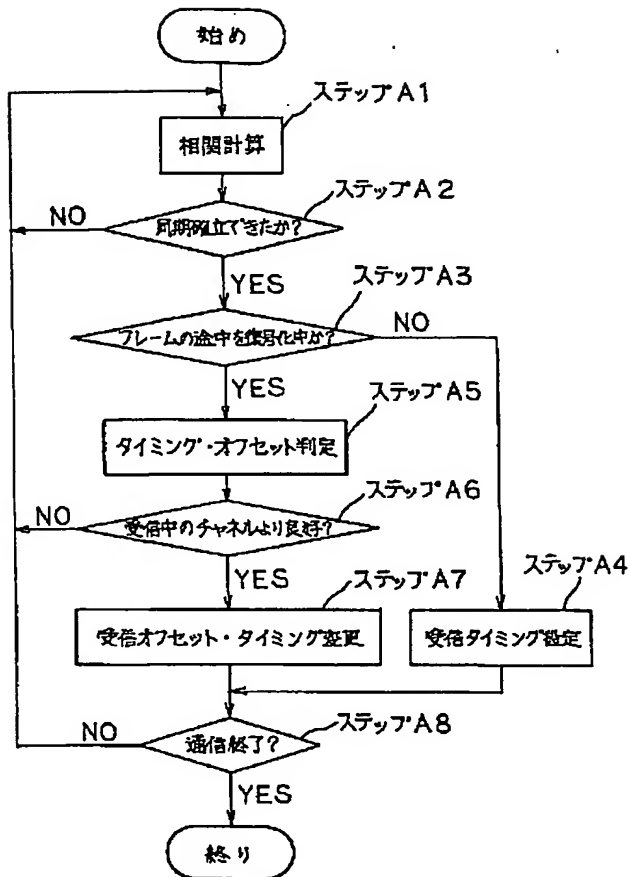 始め
ステップA1
相関計算
ステップA2
同期確立できたか?
NO
YES
ステップA3
フレームの途中を復号化中か?
NO
YES
ステップA5
タイミング・オフセット判定
ステップA6
受信中のチャネルより良好?
NO
YES
ステップA7
受信オフセット・タイミング変更
ステップA4
受信タイミング設定
ステップA8
通信終了?
NO
YES
終り